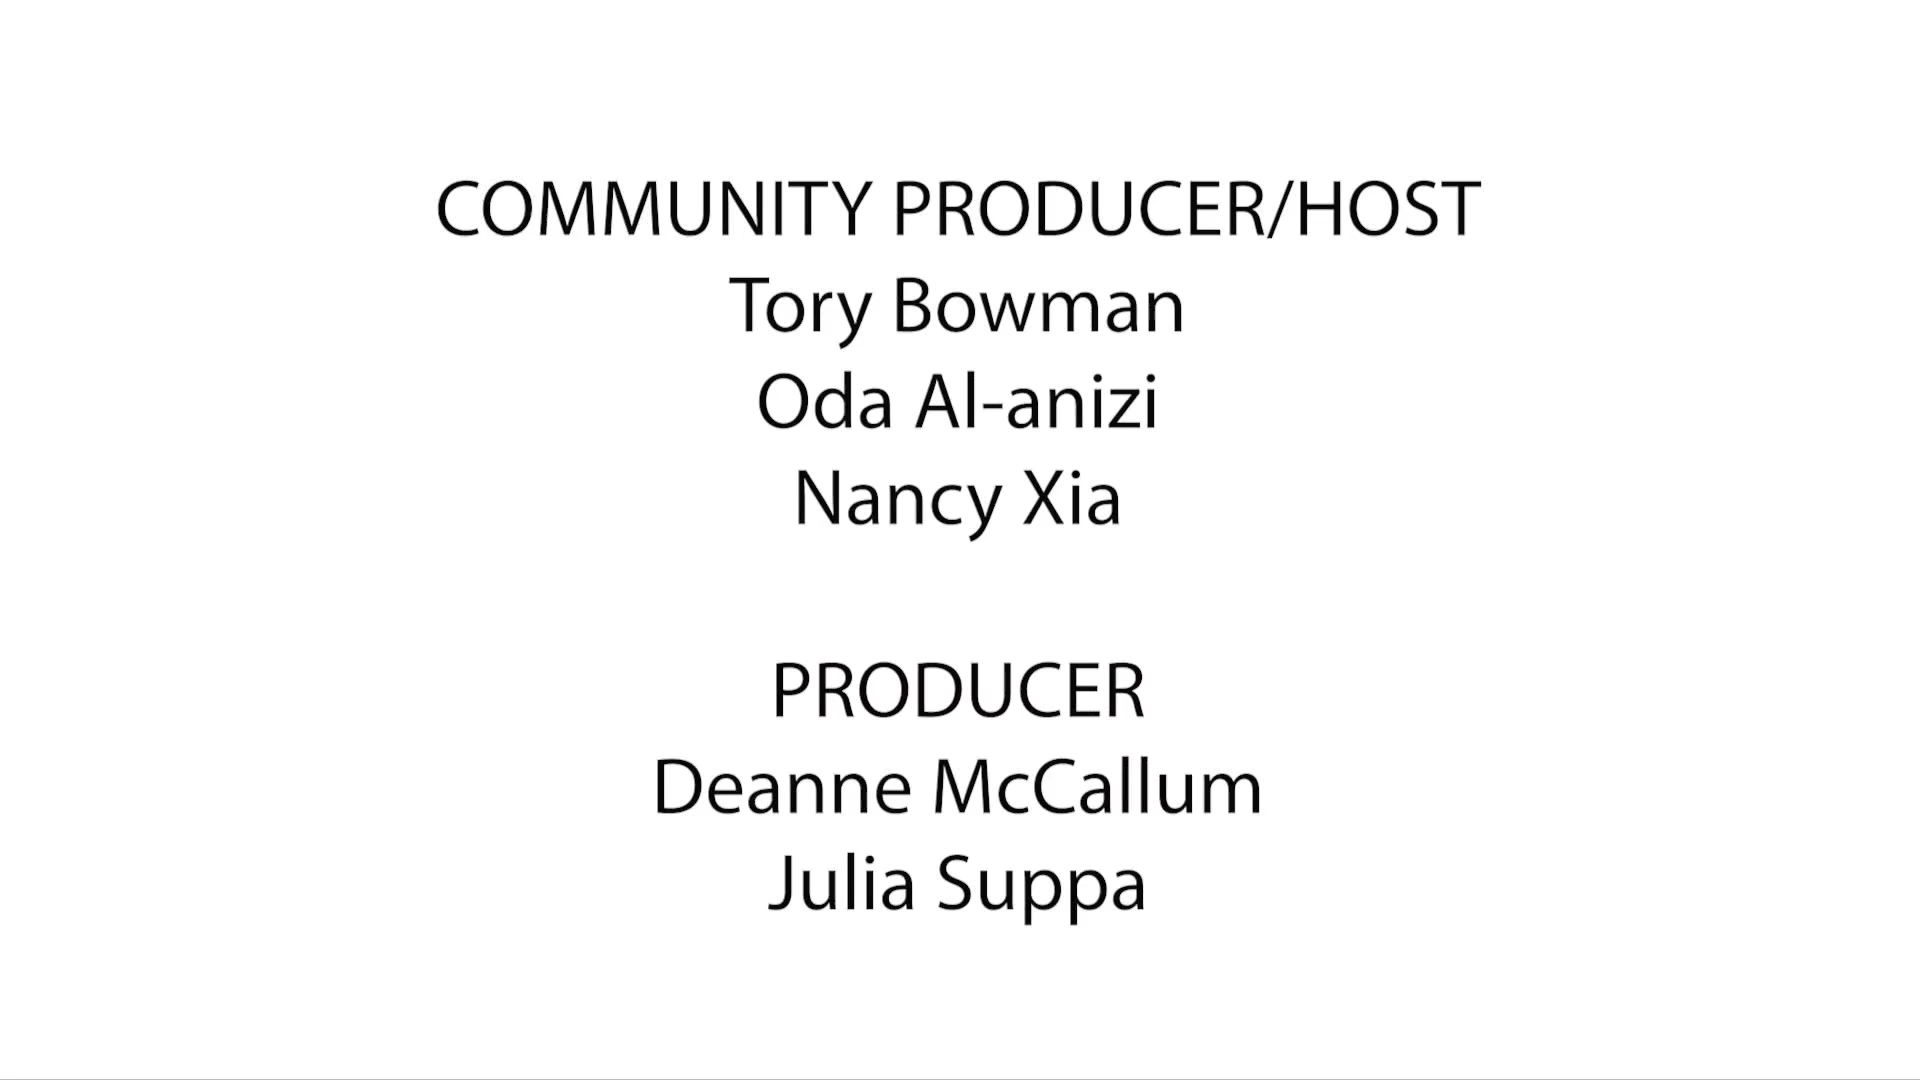 COMMUNITY PRODUCER/HOST
Tory Bowman
Oda Al-anizi
Nancy Xia
PRODUCER
Deanne McCallum
Julia Suppa